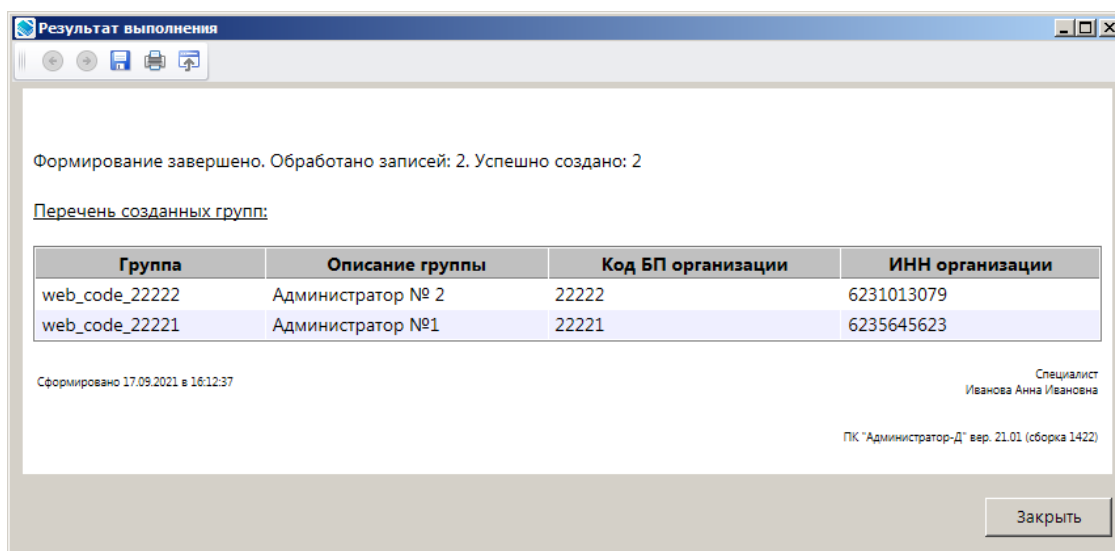 Результат выполнения
Формирование завершено. Обработано записей: 2. Успешно создано: 2
Перечень созданных групп:
Группа Описание группы Код БП организации ИНН организации
web_code_22222 Администратор № 2 22222 6231013079
web_code_22221 Администратор №1 22221 6235645623
Сформировано 17.09.2021 в 16:12:37
Специалист
Иванова Анна Ивановна
ПК "Администратор-Д" вер. 21.01 (сборка 1422)
Закрыть